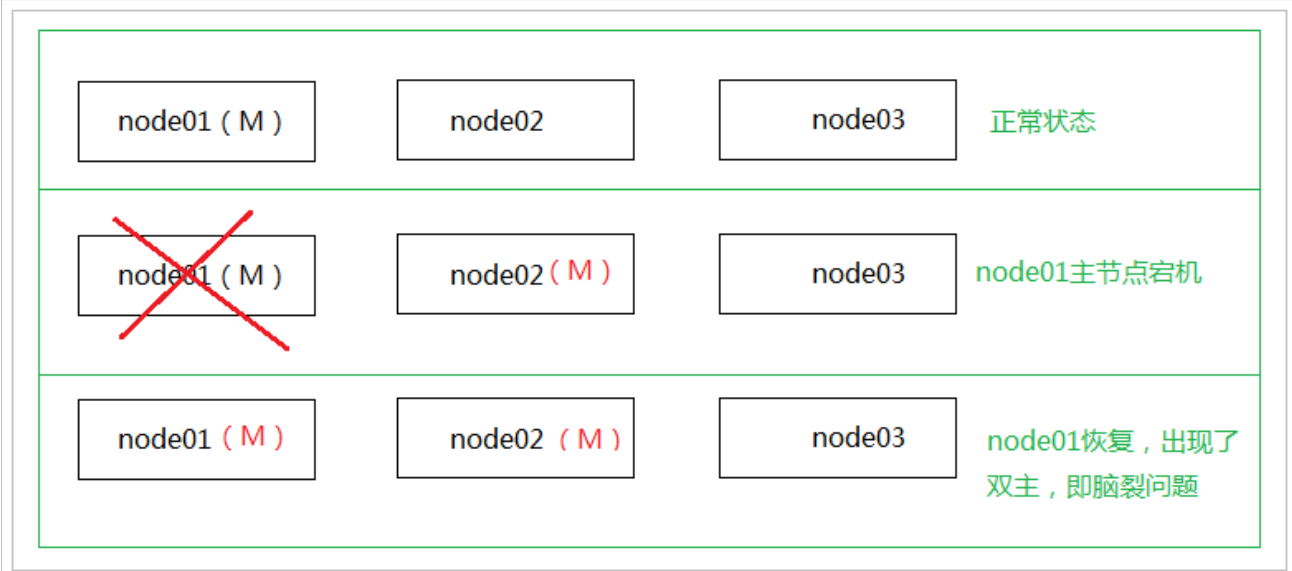 node01 ( M )
node02
node03
正常状态
node01 ( M )
node02 ( M )
node03
node01主节点宕机
node01 ( M )
node02 ( M )
node03
node01恢复，出现了
双主，即脑裂问题